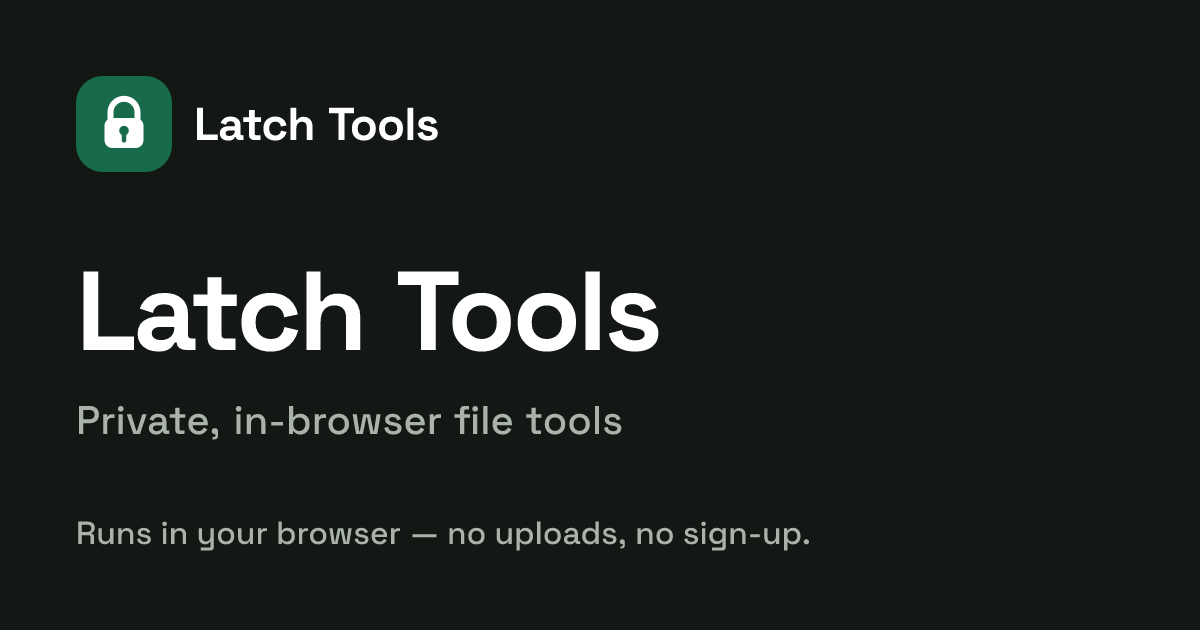 Latch Tools
Latch Tools
Private, in-browser file tools
Runs in your browser — no uploads, no sign-up.